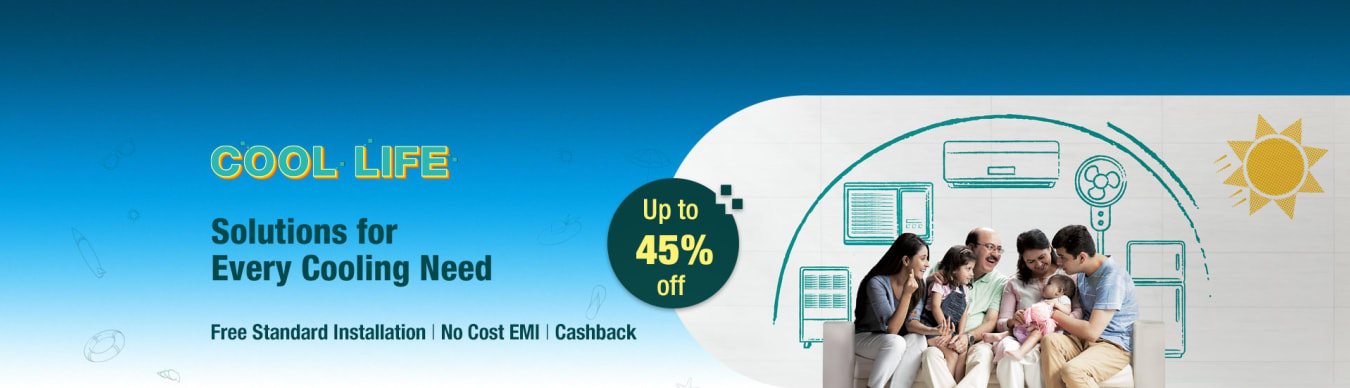 COOL LIFE
Solutions for
Every Cooling Need
Free Standard Installation | No Cost EMI | Cashback
Up to
45%
off